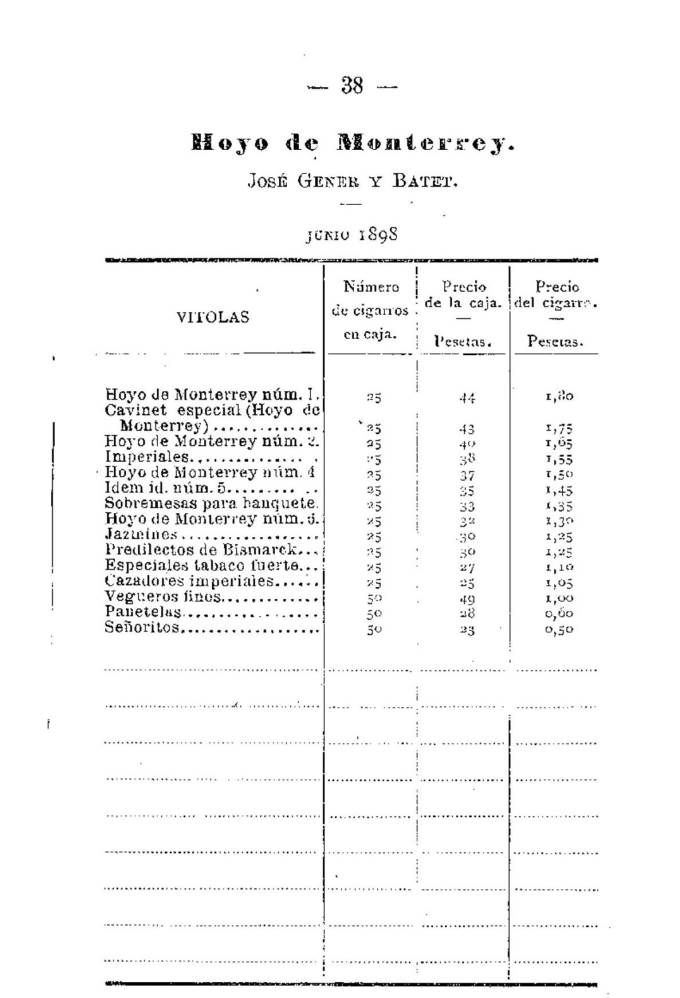 — 38 —
Hoyo de Monterrey.
JOSÉ GENER Y BATET.
JUNIO 1898
VITOLAS
Número de cigarros en caja.
Precio de la caja. — Pesetas.
Precio del cigarro. — Pesetas.
Hoyo de Monterrey núm. 1. 25 44 1,80
Cavinet especial (Hoyo de
Monterrey).............. 25 43 1,75
Hoyo de Monterrey núm. 2. 25 40 1,65
Imperiales............... 25 38 1,55
Hoyo de Monterrey núm. 4 25 37 1,50
Idem id. núm. 5......... .. 25 35 1,45
Sobremesas para banquete. 25 33 1,35
Hoyo de Monterrey núm. 6. 25 32 1,30
Jazmines.................. 25 30 1,25
Predilectos de Bismarck... 25 30 1,25
Especiales tabaco fuerte... 25 27 1,10
Cazadores imperiales...... 25 25 1,05
Vegueros finos............. 50 49 1,00
Panetelas................. 50 28 0,60
Señoritos................... 50 23 0,50